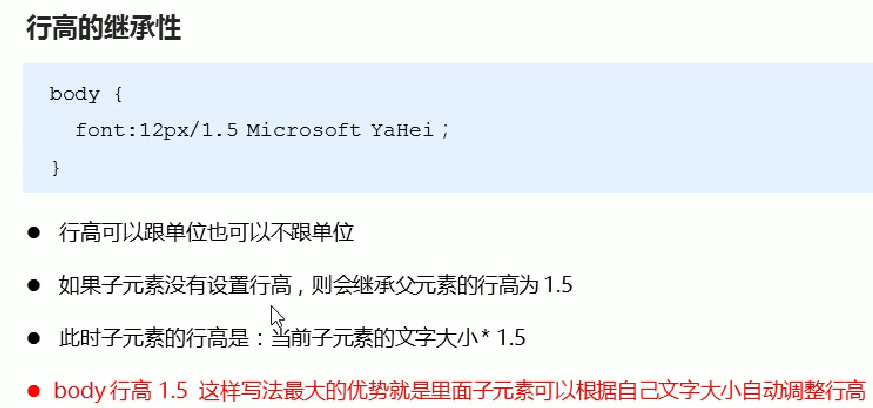 行高的继承性
body {
font:12px/1.5 Microsoft YaHei；
}
● 行高可以跟单位也可以不跟单位
● 如果子元素没有设置行高，则会继承父元素的行高为 1.5
● 此时子元素的行高是：当前子元素的文字大小 * 1.5
● body 行高 1.5 这样写法最大的优势就是里面子元素可以根据自己文字大小自动调整行高